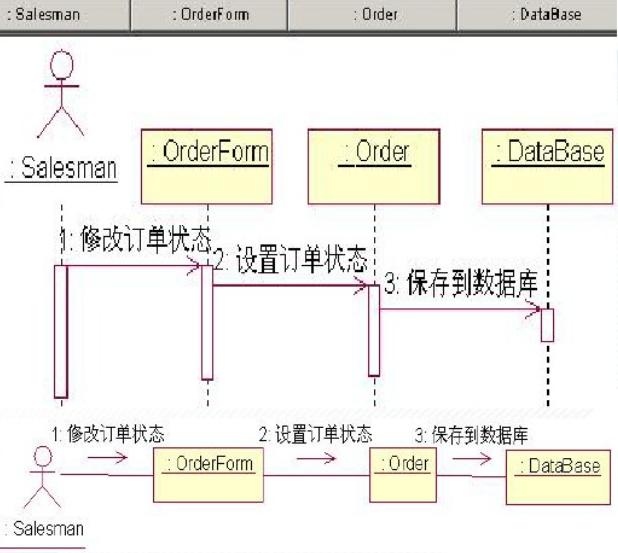 : Salesman : OrderForm : Order : DataBase
: Salesman : OrderForm : Order : DataBase
1: 修改订单状态
2: 设置订单状态
3: 保存到数据库
1: 修改订单状态 2: 设置订单状态 3: 保存到数据库
: OrderForm : Order : DataBase
: Salesman